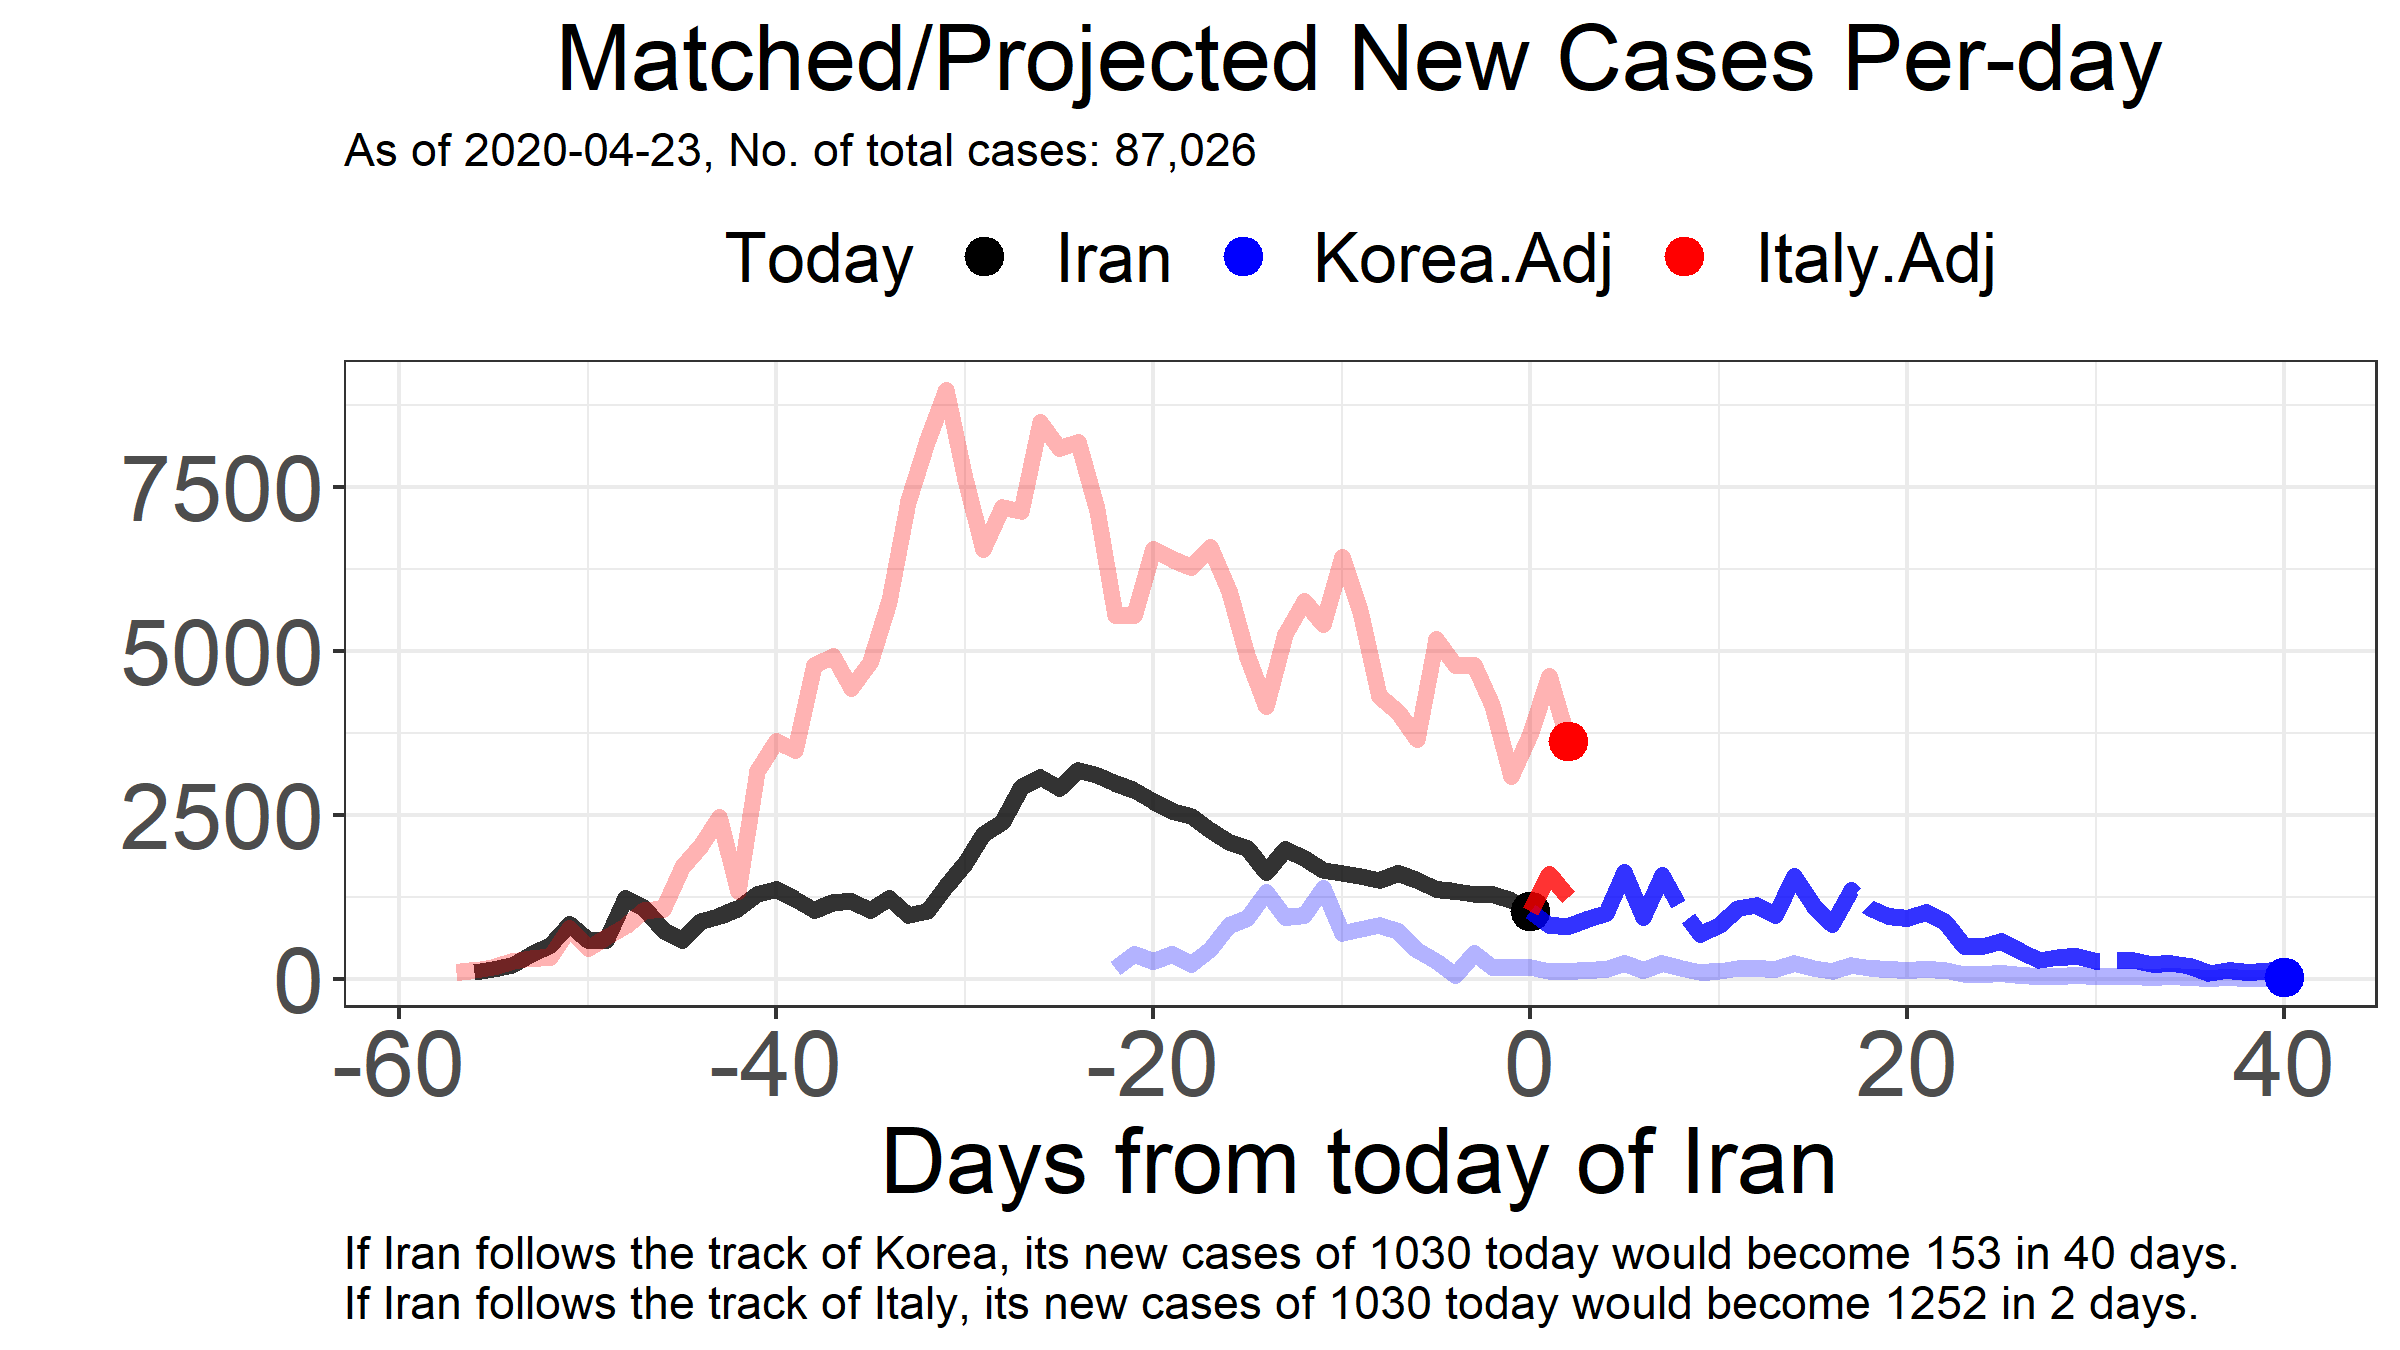 Matched/Projected New Cases Per-day
As of 2020-04-23, No. of total cases: 87,026
Today Iran Korea.Adj Italy.Adj
7500
5000
2500
0
-60 -40 -20 0 20 40
Days from today of Iran
If Iran follows the track of Korea, its new cases of 1030 today would become 153 in 40 days.
If Iran follows the track of Italy, its new cases of 1030 today would become 1252 in 2 days.